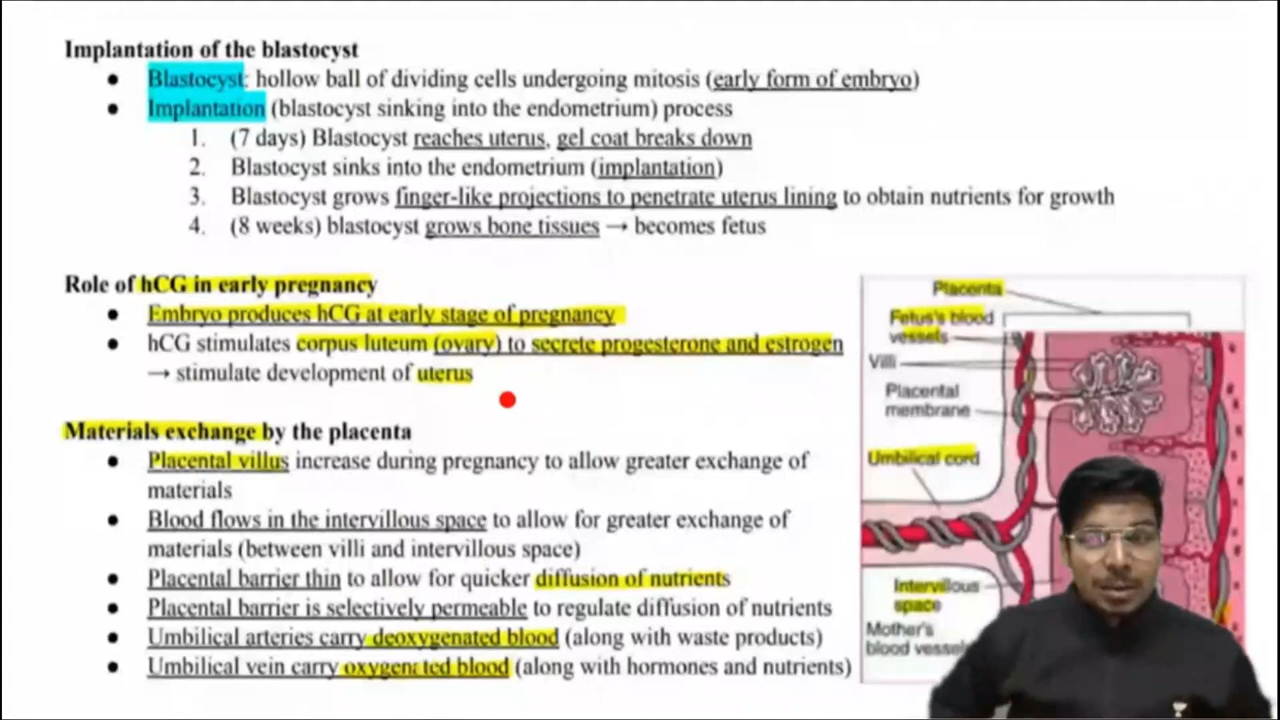 Implantation of the blastocyst
● Blastocyst: hollow ball of dividing cells undergoing mitosis (early form of embryo)
● Implantation (blastocyst sinking into the endometrium) process
1. (7 days) Blastocyst reaches uterus, gel coat breaks down
2. Blastocyst sinks into the endometrium (implantation)
3. Blastocyst grows finger-like projections to penetrate uterus lining to obtain nutrients for growth
4. (8 weeks) blastocyst grows bone tissues → becomes fetus
Role of hCG in early pregnancy
● Embryo produces hCG at early stage of pregnancy
● hCG stimulates corpus luteum (ovary) to secrete progesterone and estrogen
→ stimulate development of uterus
Materials exchange by the placenta
● Placental villus increase during pregnancy to allow greater exchange of
materials
● Blood flows in the intervillous space to allow for greater exchange of
materials (between villi and intervillous space)
● Placental barrier thin to allow for quicker diffusion of nutrients
● Placental barrier is selectively permeable to regulate diffusion of nutrients
● Umbilical arteries carry deoxygenated blood (along with waste products)
● Umbilical vein carry oxygenated blood (along with hormones and nutrients)
Placenta
Fetus's blood
vessels
Villi
Placental
membrane
Umbilical cord
Intervillous
space
Mother's
blood